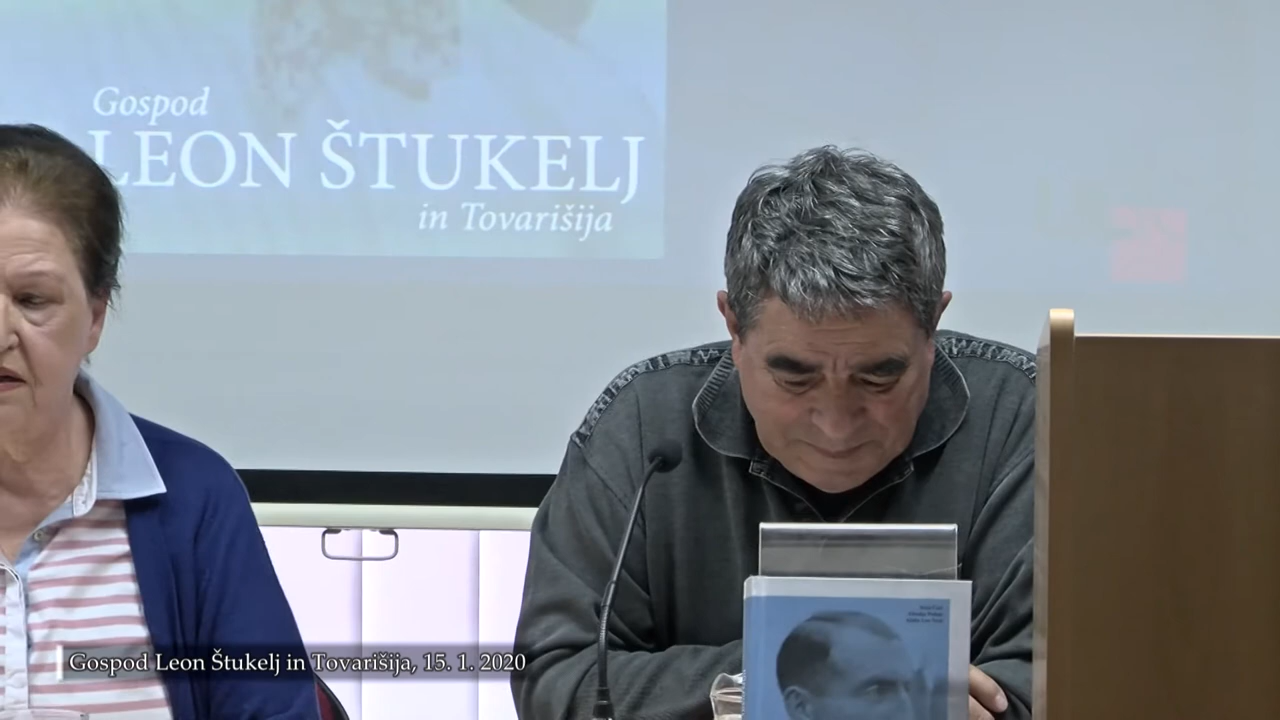 Gospod
LEON ŠTUKELJ
in Tovarišija
Gospod Leon Štukelj in Tovarišija, 15. 1. 2020